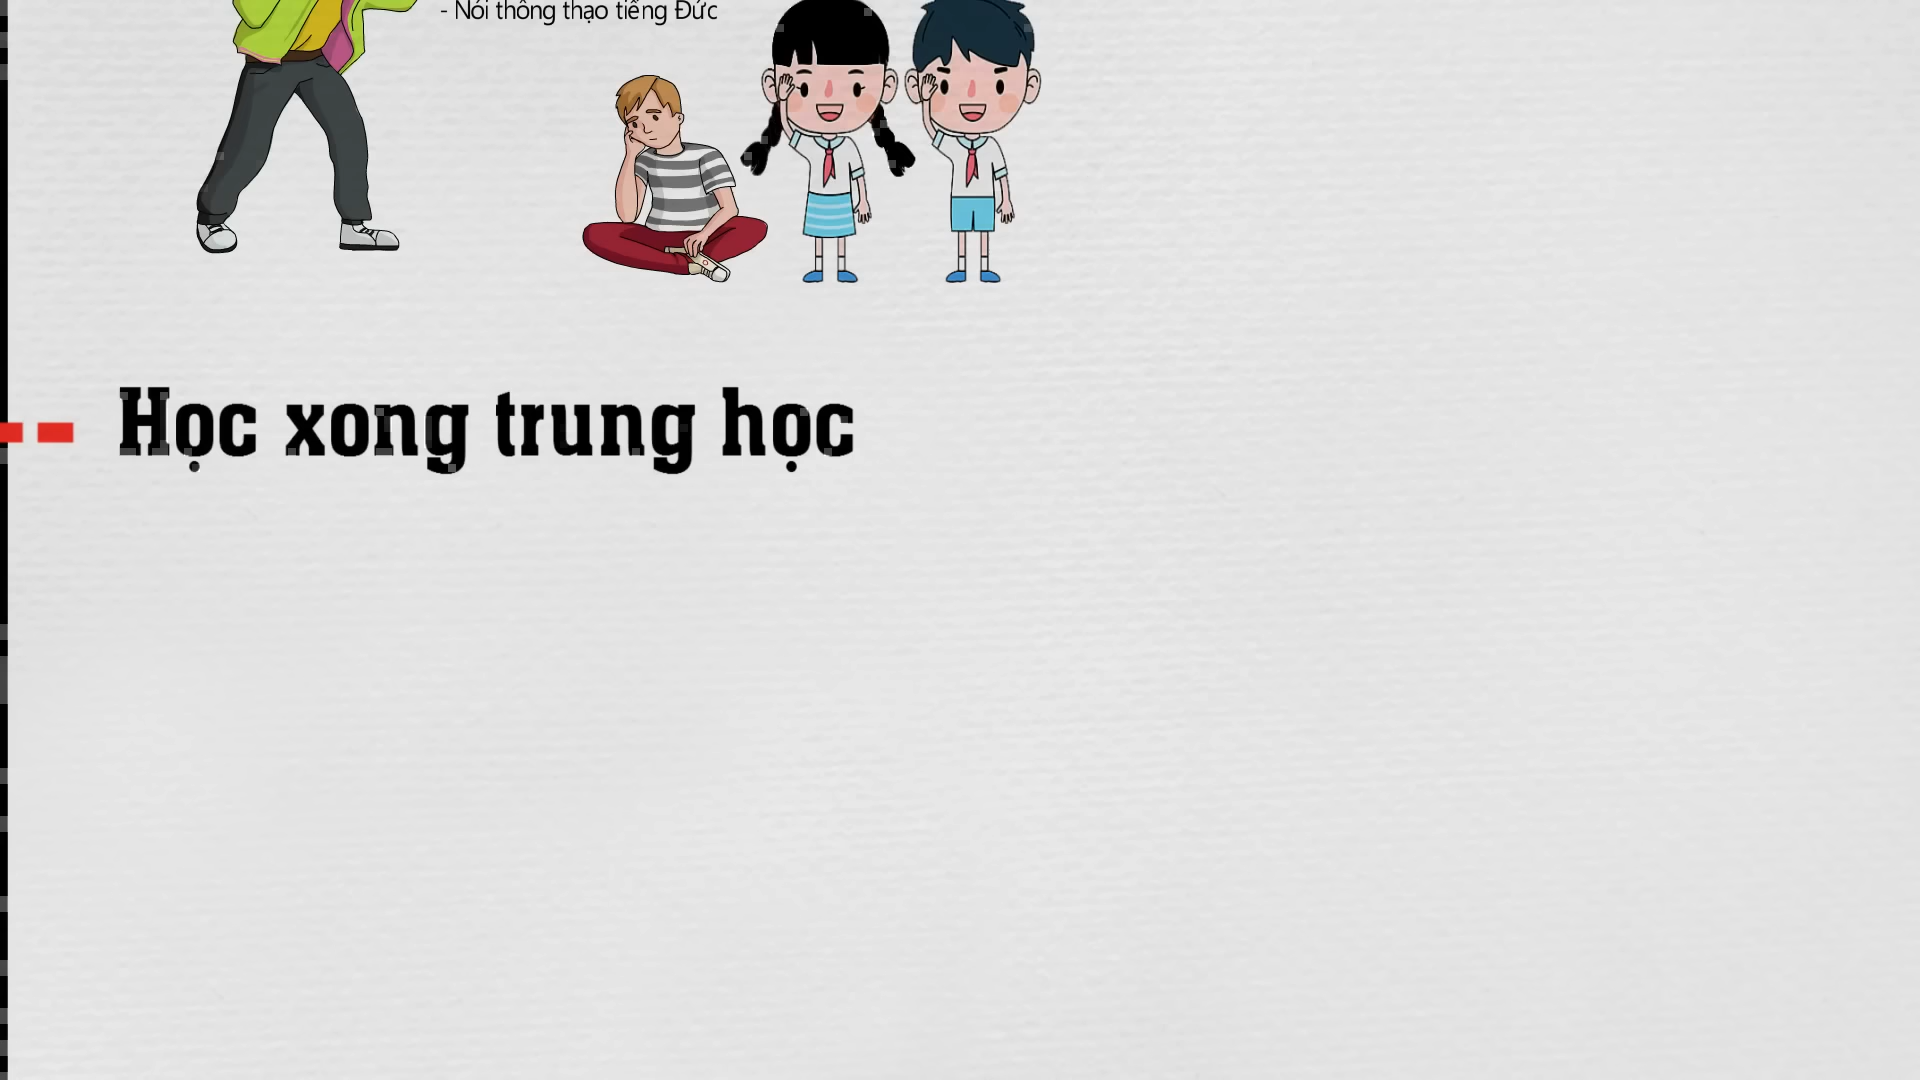 - Nói thông thạo tiếng Đức
Học xong trung học